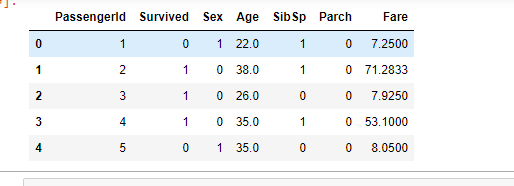 ].
PassengerId Survived Sex Age SibSp Parch Fare
0 1 0 1 22.0 1 0 7.2500
1 2 1 0 38.0 1 0 71.2833
2 3 1 0 26.0 0 0 7.9250
3 4 1 0 35.0 1 0 53.1000
4 5 0 1 35.0 0 0 8.0500